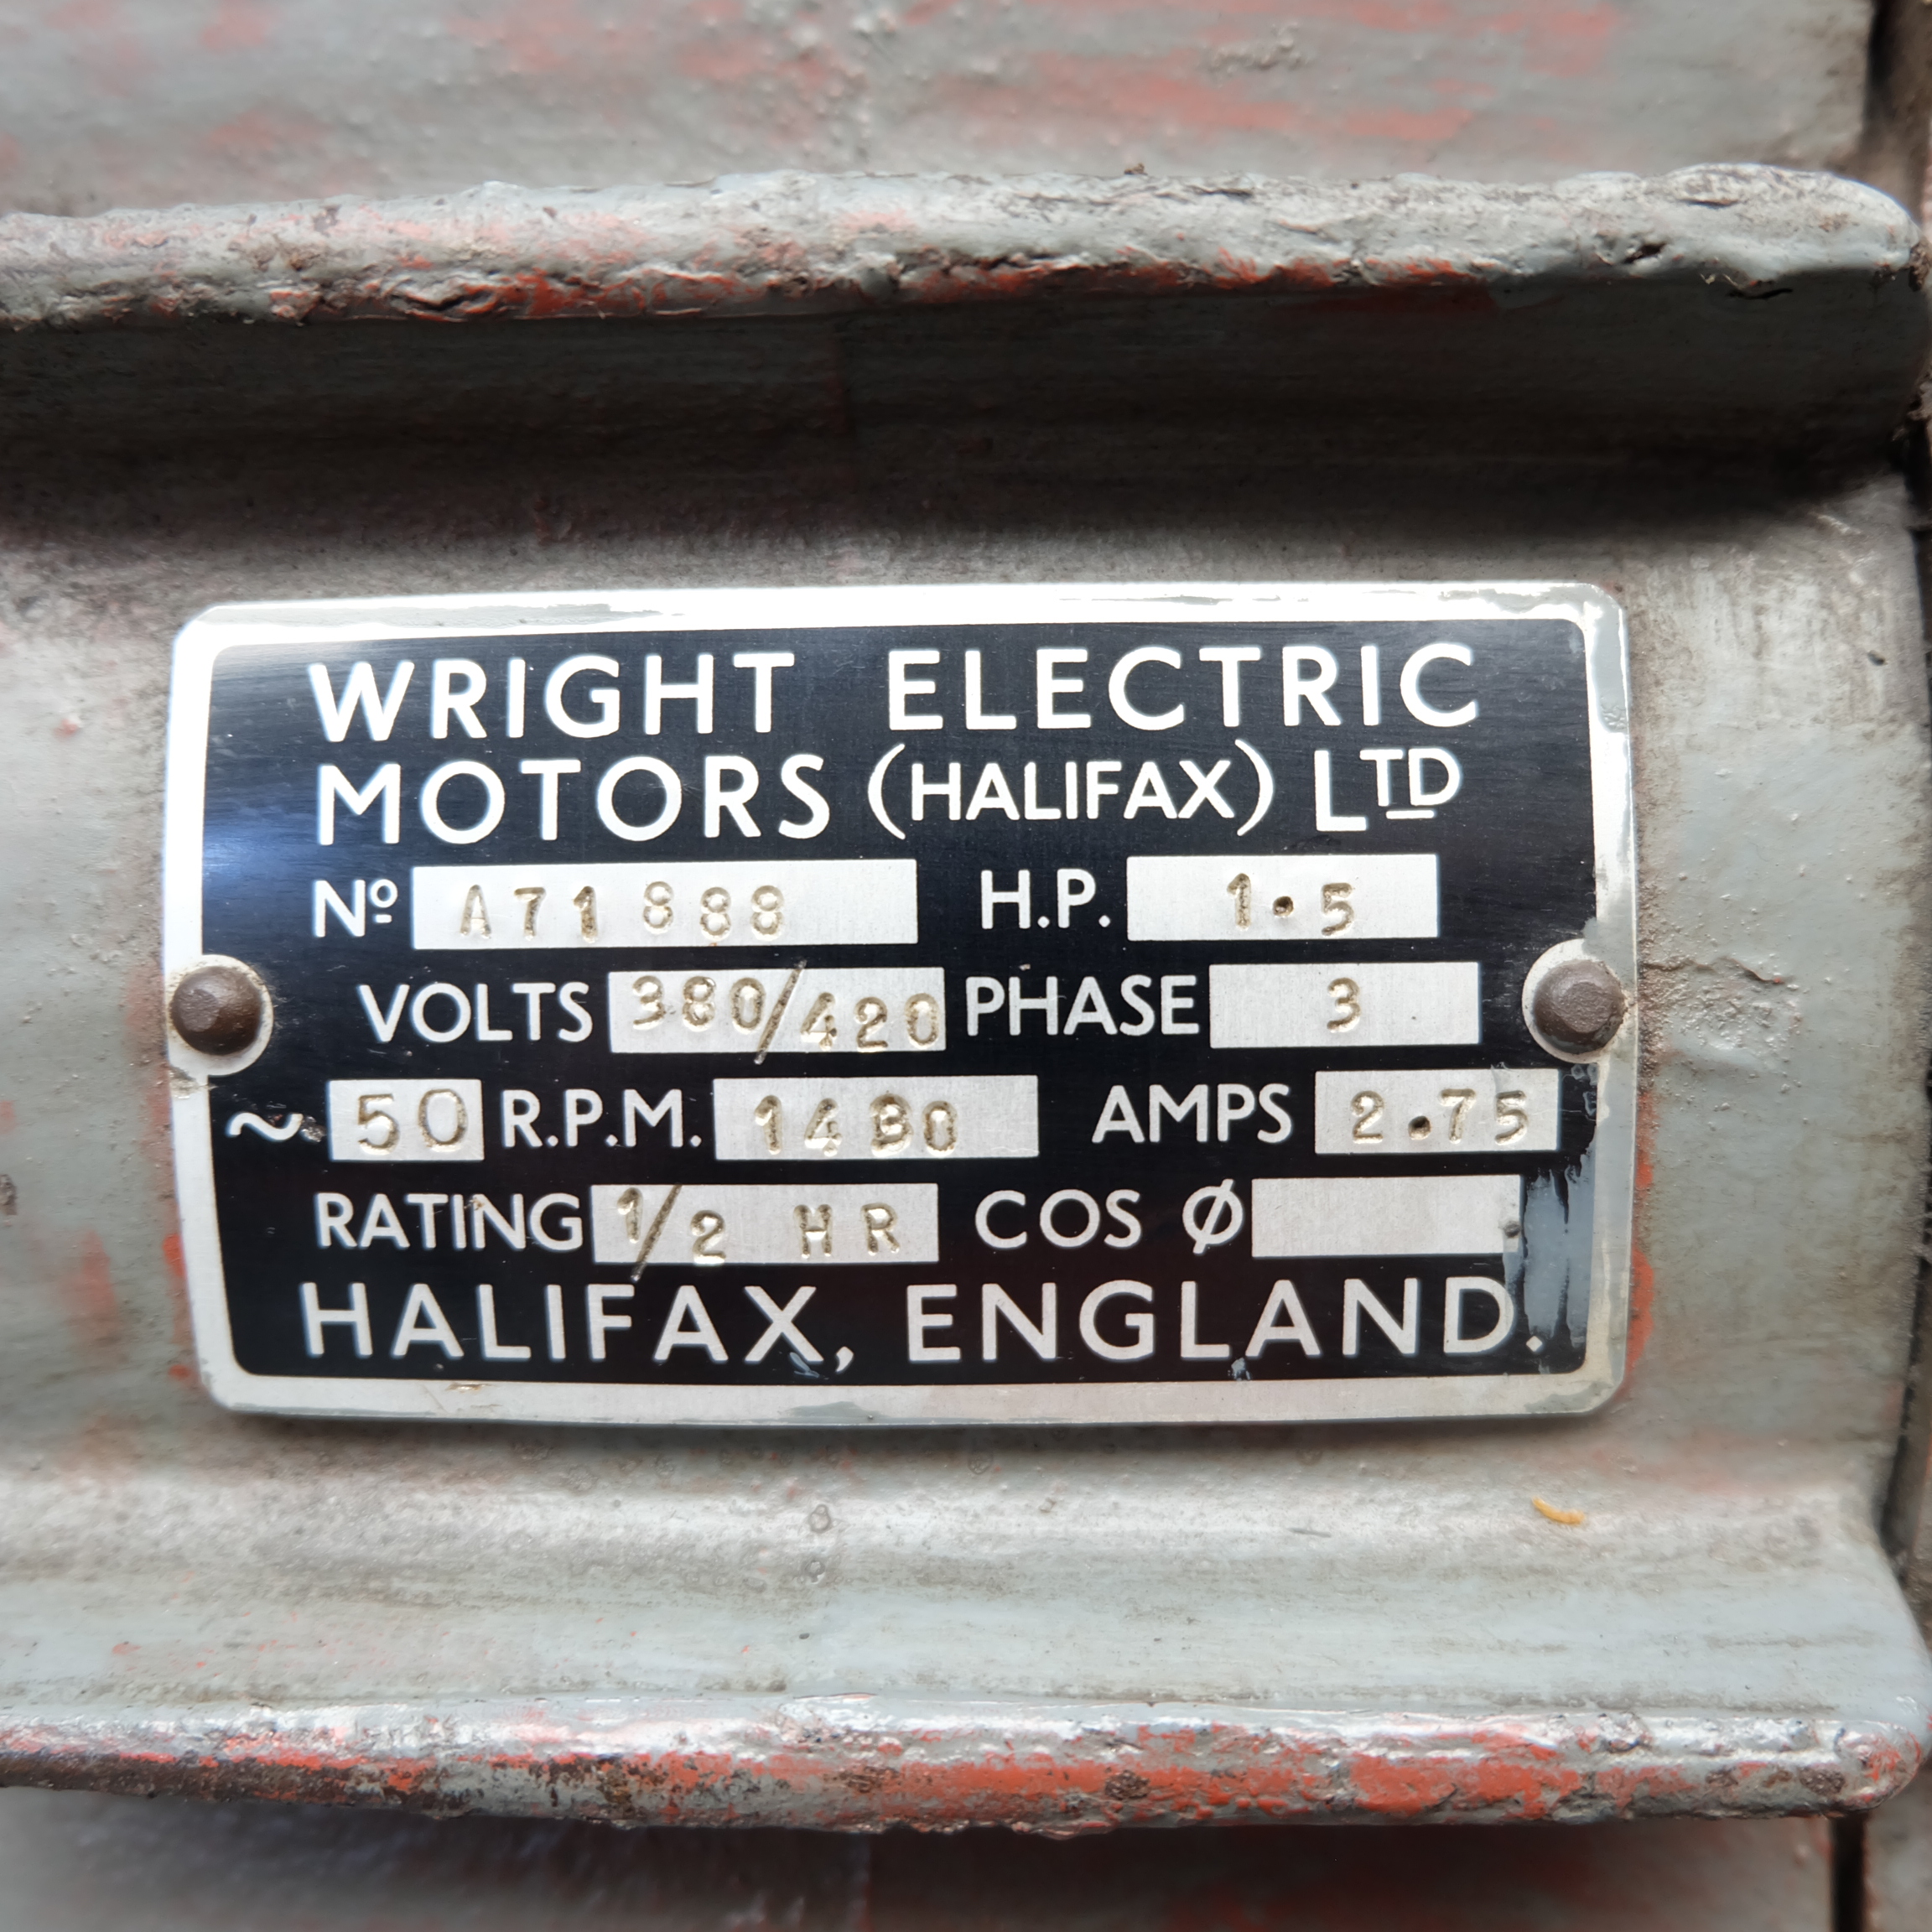 WRIGHT ELECTRIC
MOTORS (HALIFAX) LTD
Nº A71888 H.P. 1.5
VOLTS 380/420 PHASE 3
~ 50 R.P.M. 1430 AMPS 2.75
RATING 1/2 HR COS Ø
HALIFAX, ENGLAND.